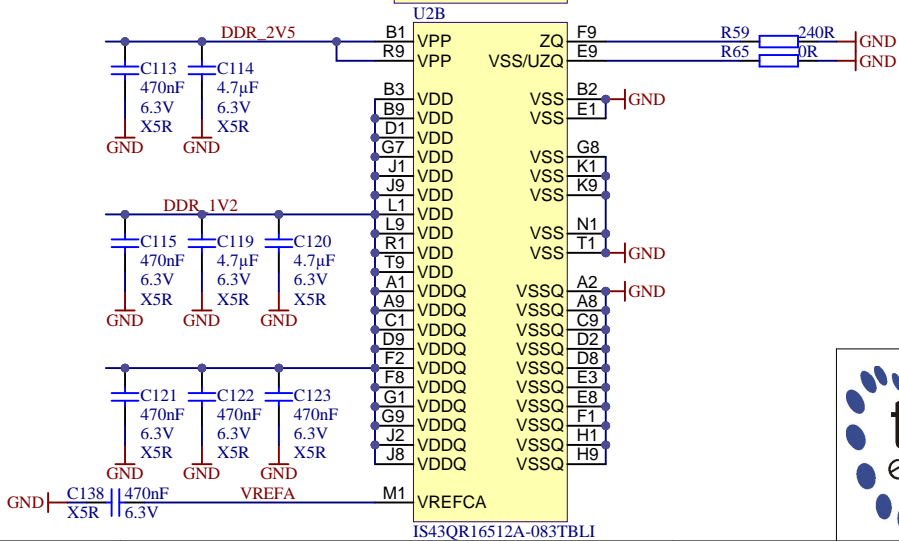 U2B
DDR_2V5 B1 VPP ZQ F9 R59 240R GND
R9 VPP VSS/UZQ E9 R65 0R GND
C113 470nF 6.3V X5R GND
C114 4.7µF 6.3V X5R GND
B3 VDD VSS B2 GND
B9 VDD VSS E1
D1 VDD
G7 VDD VSS G8
J1 VDD VSS K1
J9 VDD VSS K9
DDR_1V2 L1 VDD
L9 VDD VSS N1
R1 VDD VSS T1 GND
T9 VDD
C115 470nF 6.3V X5R GND
C119 4.7µF 6.3V X5R GND
C120 4.7µF 6.3V X5R GND
A1 VDDQ VSSQ A2 GND
A9 VDDQ VSSQ A8
C1 VDDQ VSSQ C9
D9 VDDQ VSSQ D2
F2 VDDQ VSSQ D8
F8 VDDQ VSSQ E3
G1 VDDQ VSSQ E8
G9 VDDQ VSSQ F1
J2 VDDQ VSSQ H1
J8 VDDQ VSSQ H9
C121 470nF 6.3V X5R GND
C122 470nF 6.3V X5R GND
C123 470nF 6.3V X5R GND
GND C138 470nF X5R 6.3V VREFA M1 VREFCA
IS43QR16512A-083TBLI